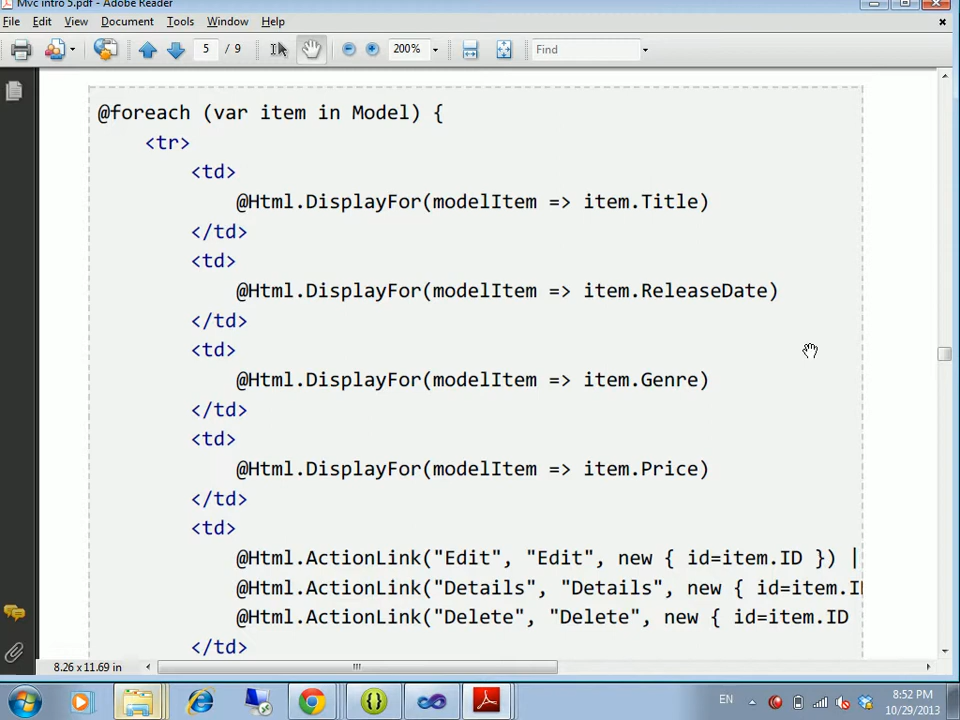 Mvc intro 5.pdf - Adobe Reader
File Edit View Document Tools Window Help
5 / 9 200% Find
@foreach (var item in Model) {
<tr>
<td>
@Html.DisplayFor(modelItem => item.Title)
</td>
<td>
@Html.DisplayFor(modelItem => item.ReleaseDate)
</td>
<td>
@Html.DisplayFor(modelItem => item.Genre)
</td>
<td>
@Html.DisplayFor(modelItem => item.Price)
</td>
<td>
@Html.ActionLink("Edit", "Edit", new { id=item.ID }) |
@Html.ActionLink("Details", "Details", new { id=item.ID
@Html.ActionLink("Delete", "Delete", new { id=item.ID
</td>
8.26 x 11.69 in
EN
8:52 PM
10/29/2013